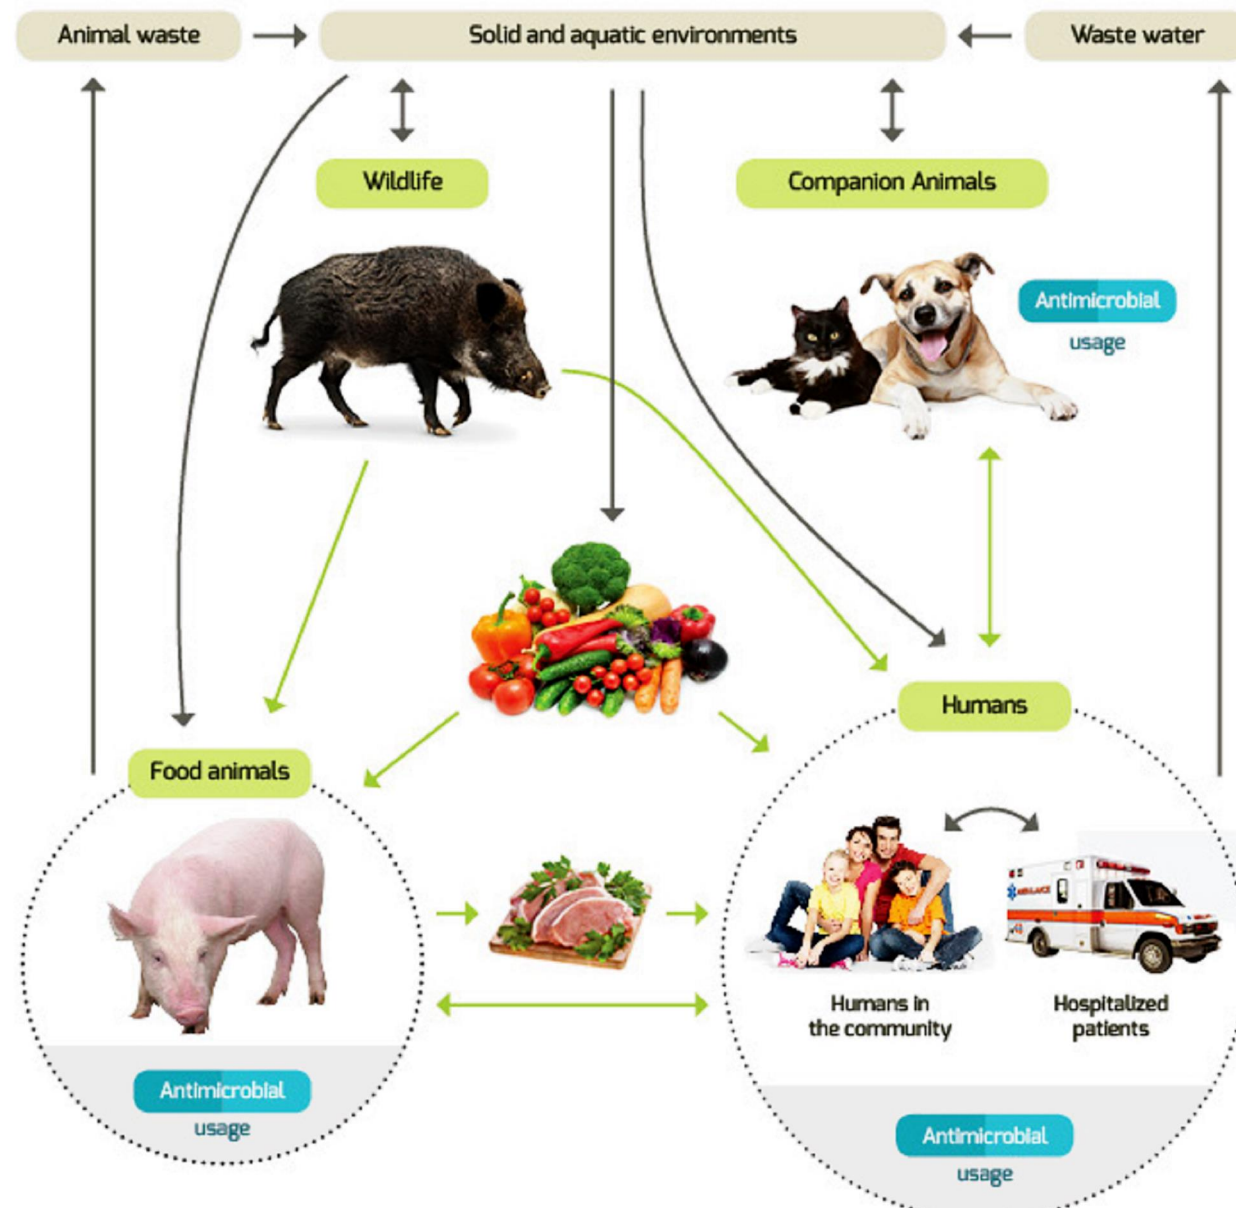 Animal waste
Solid and aquatic environments
Waste water
Wildlife
Companion Animals
Antimicrobial
usage
Humans
Food animals
AMBULANCE
Humans in
the community
Hospitalized
patients
Antimicrobial
usage
Antimicrobial
usage